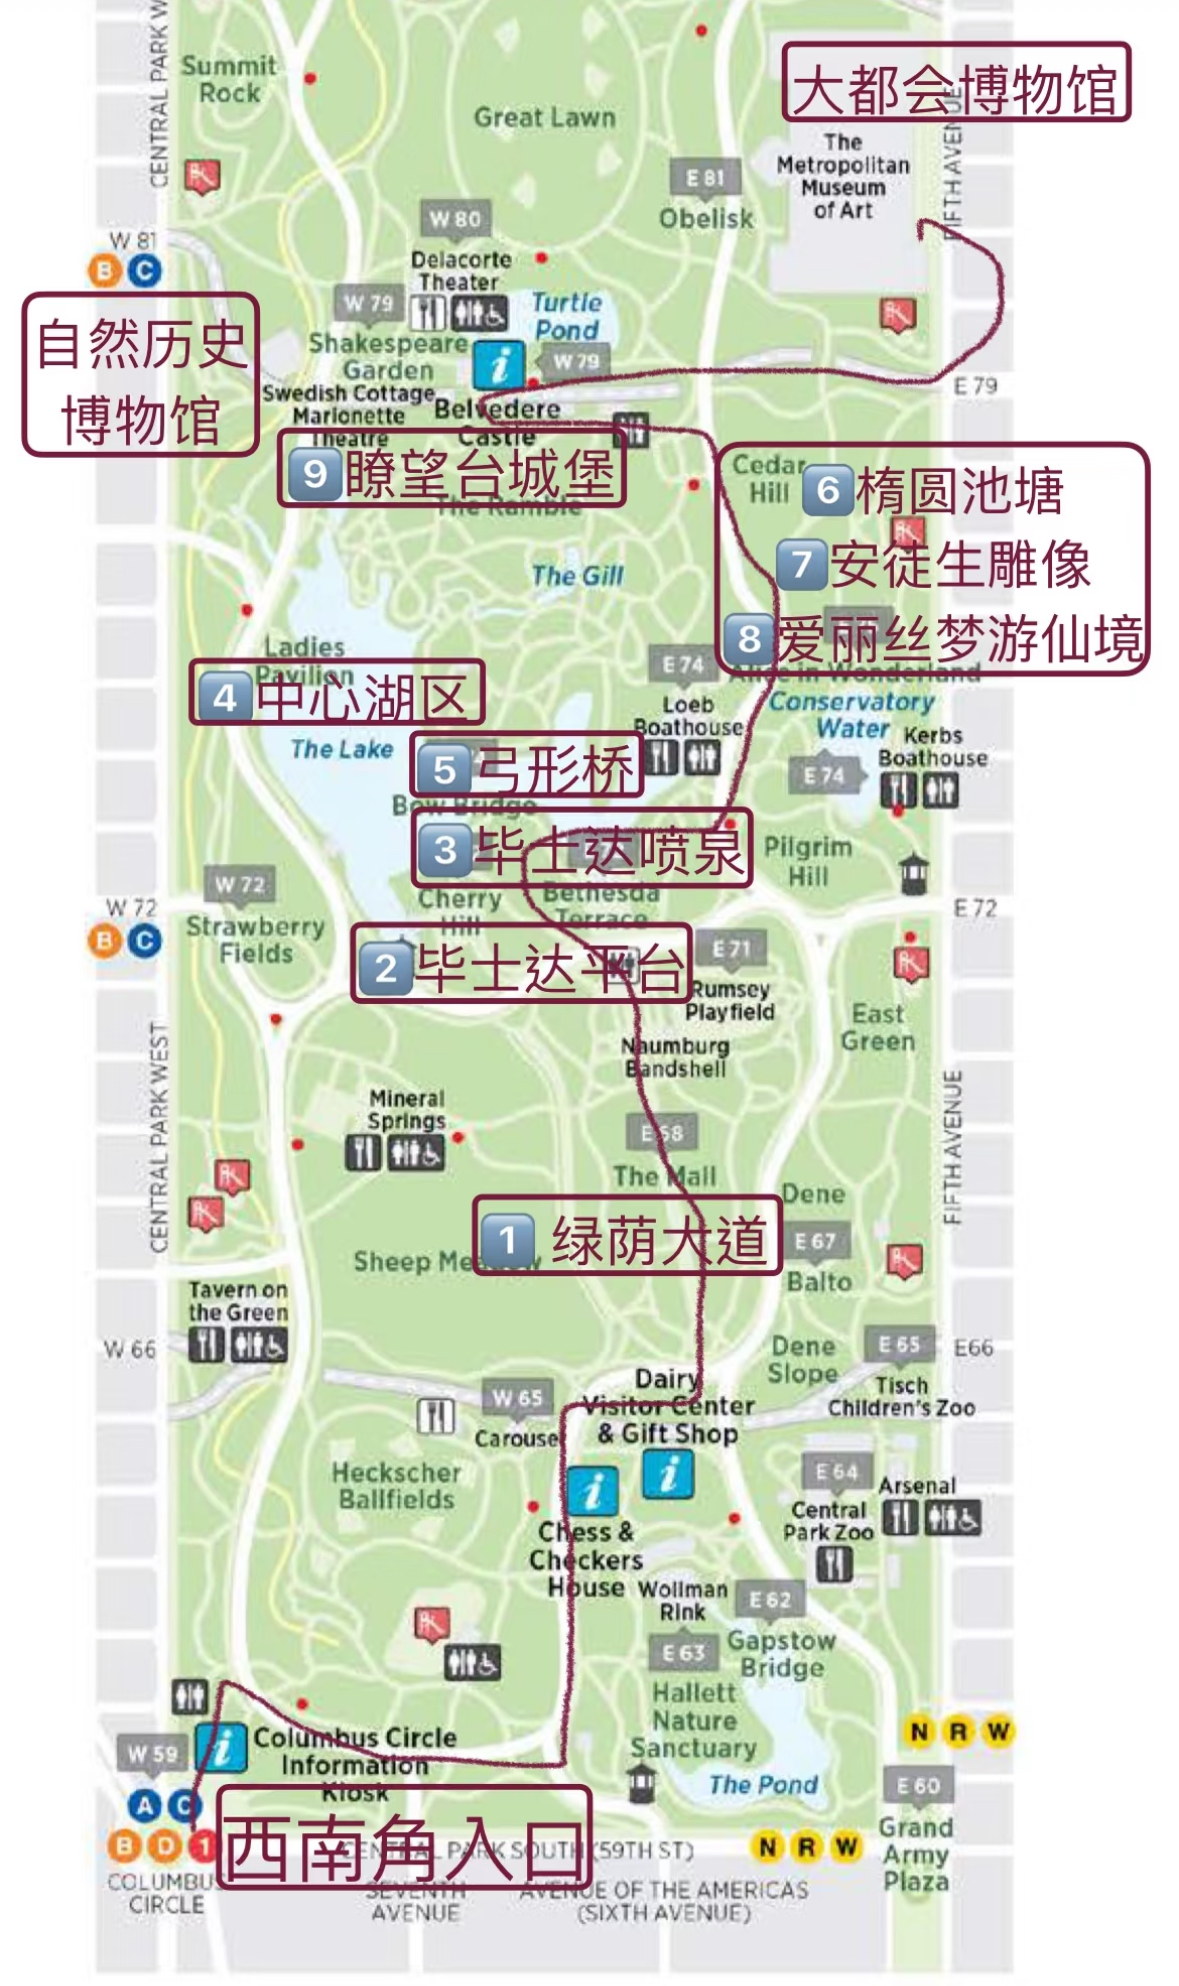 CENTRAL PARK W
Summit
Rock
Great Lawn
大都会博物馆
FIFTH AVENUE
The
Metropolitan
Museum
of Art
E 81
Obelisk
W 80
Delacorte
Theater
W 81
B C
W 79
Turtle
Pond
Shakespeare
Garden
i
W 79
自然历史
博物馆
Swedish Cottage
Marionette
Theatre
Belvedere
Castle
E 79
9 瞭望台城堡
The Ramble
Cedar
Hill
6 楕圆池塘
7 安徒生雕像
8 爱丽丝梦游仙境
The Gill
Ladies
Pavilion
4 中心湖区
E 74
Alice in Wonderland
Loeb
Boathouse
Conservatory
Water
Kerbs
Boathouse
E 74
The Lake
5 弓形桥
Bow Bridge
3 毕士达喷泉
Pilgrim
Hill
W 72
W 72
B C
Strawberry
Fields
Cherry
Hill
Bethesda
Terrace
E 72
2 毕士达平台
E 71
Rumsey
Playfield
East
Green
Naumburg
Bandshell
CENTRAL PARK WEST
FIFTH AVENUE
Mineral
Springs
E 68
The Mall
Dene
1 绿荫大道
E 67
Sheep Meadow
Balto
Tavern on
the Green
W 66
Dene
Slope
E 65
E66
Tisch
Children's Zoo
Dairy
Visitor Center
& Gift Shop
W 65
Carousel
i
i
Heckscher
Ballfields
E 64
Arsenal
Central
Park Zoo
Chess &
Checkers
House
Wollman
Rink
E 62
E 63
Gapstow
Bridge
Hallett
Nature
Sanctuary
The Pond
N R W
W 59
i
Columbus Circle
Information
Kiosk
A C
B D 1
COLUMBUS
CIRCLE
西南角入口
CENTRAL PARK SOUTH (59TH ST)
N R W
E 60
Grand
Army
Plaza
SEVENTH
AVENUE
AVENUE OF THE AMERICAS
(SIXTH AVENUE)